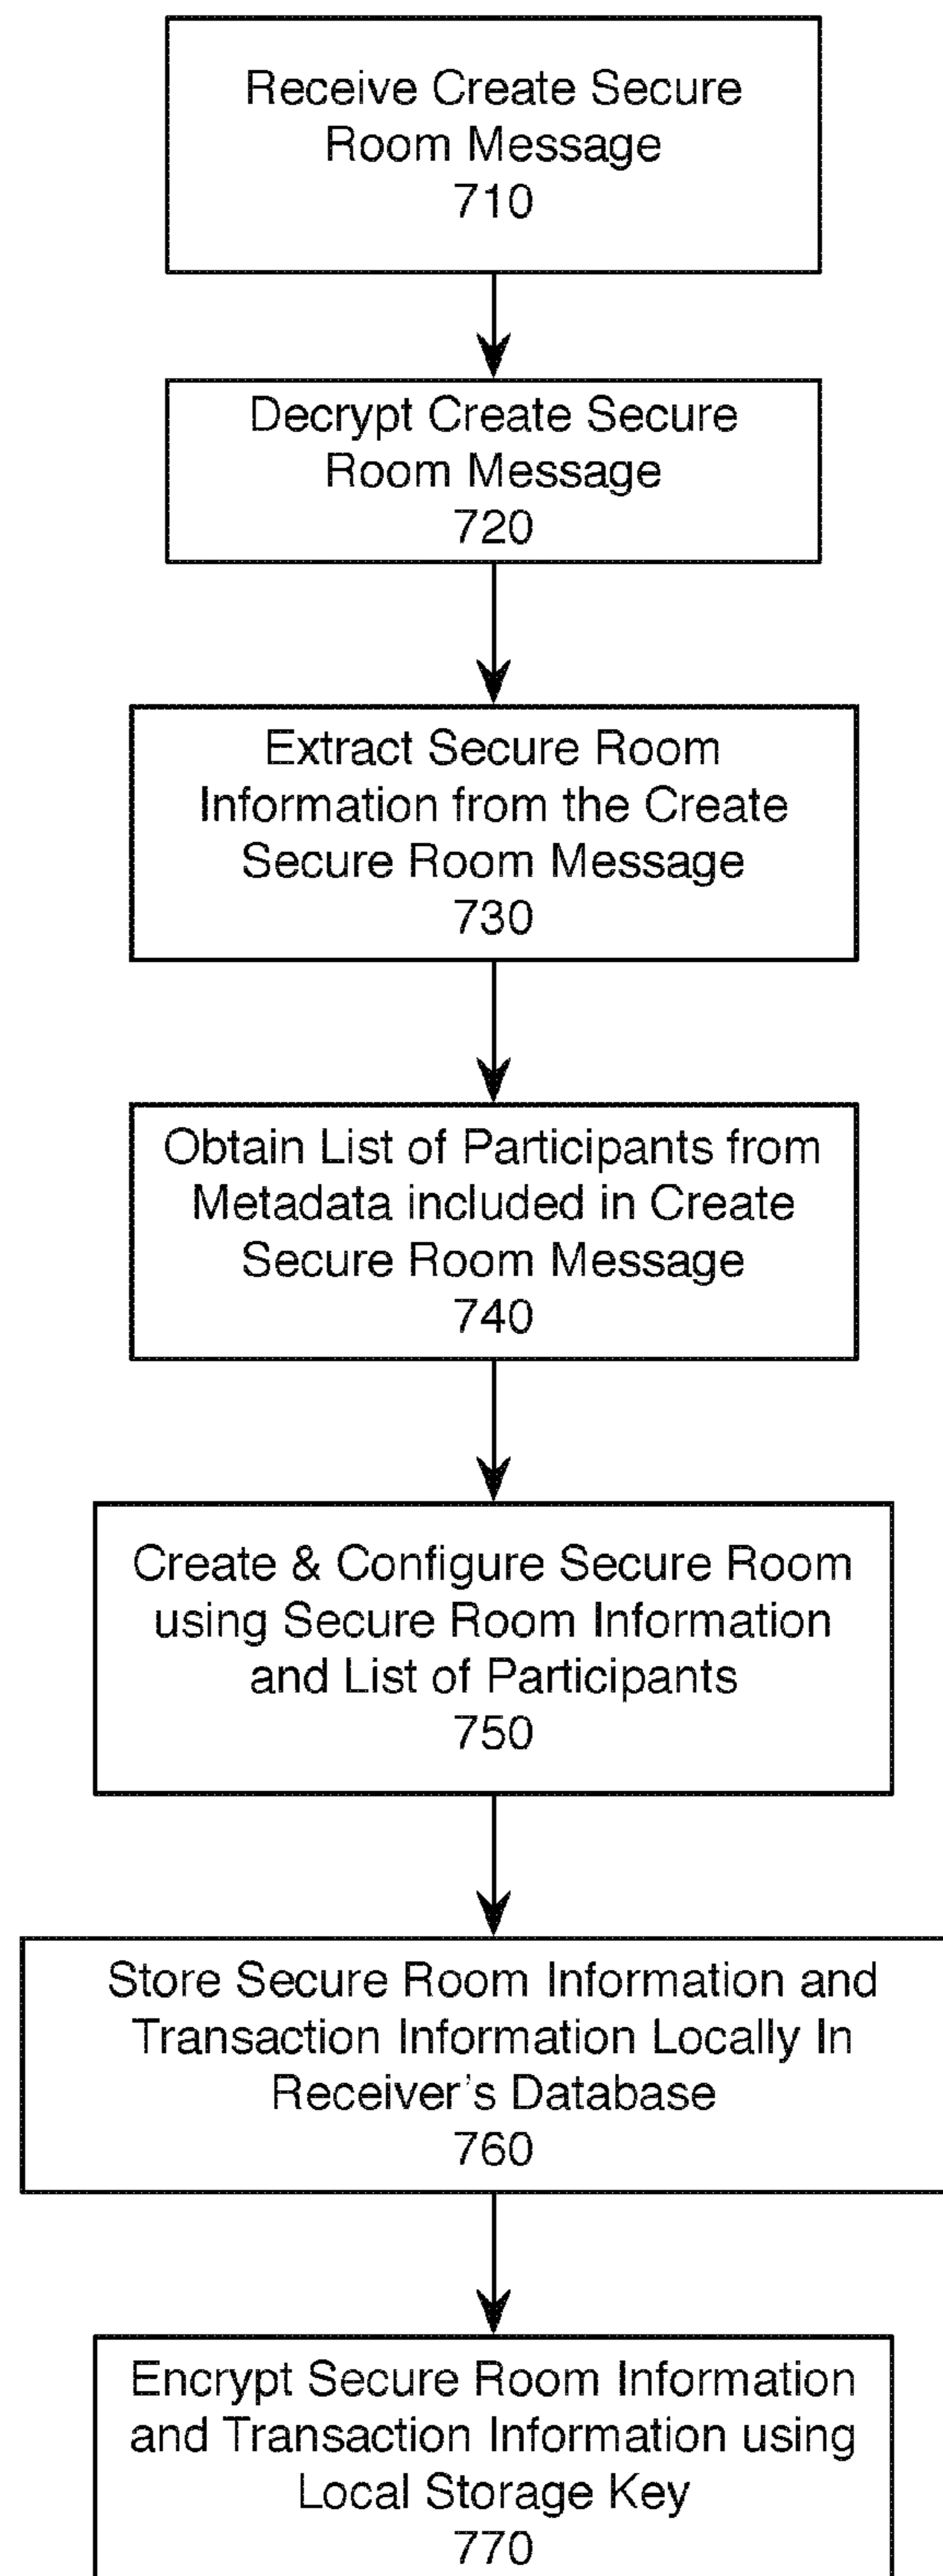 Receive Create Secure
Room Message
710
Decrypt Create Secure
Room Message
720
Extract Secure Room
Information from the Create
Secure Room Message
730
Obtain List of Participants from
Metadata included in Create
Secure Room Message
740
Create & Configure Secure Room
using Secure Room Information
and List of Participants
750
Store Secure Room Information and
Transaction Information Locally In
Receiver's Database
760
Encrypt Secure Room Information
and Transaction Information using
Local Storage Key
770